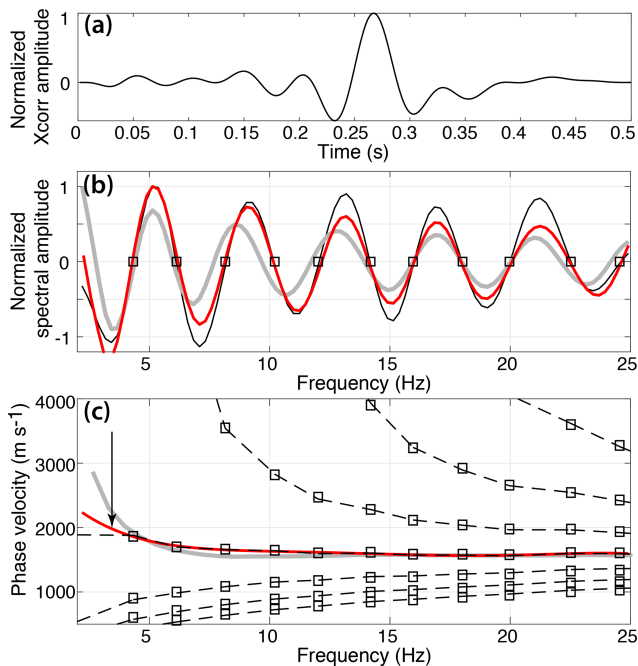 (a)
Normalized
Xcorr amplitude
1
0
0 0.05 0.1 0.15 0.2 0.25 0.3 0.35 0.4 0.45 0.5
Time (s)
(b)
Normalized
spectral amplitude
1
0
-1
5 10 15 20 25
Frequency (Hz)
(c)
Phase velocity (m s-1)
4000
3000
2000
1000
5 10 15 20 25
Frequency (Hz)